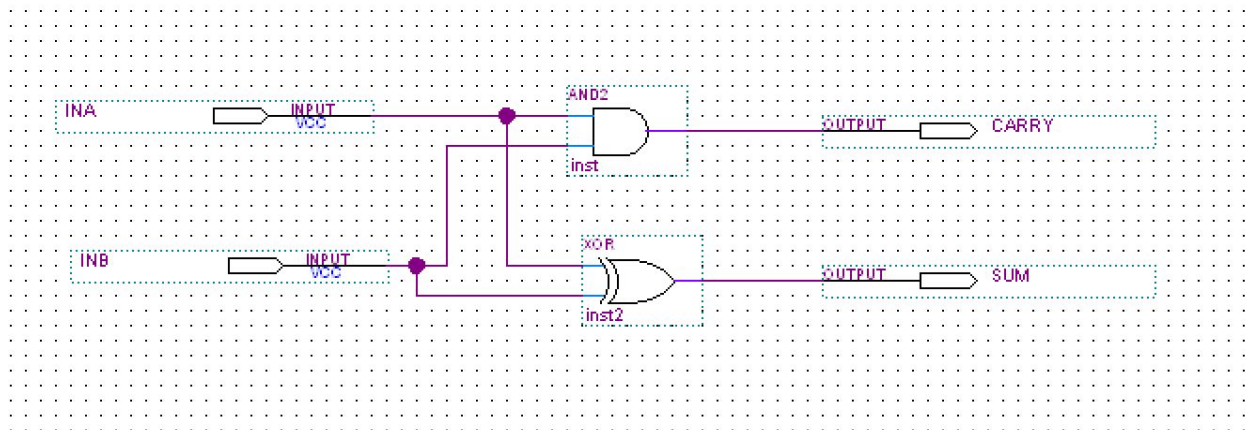 AND2
INA INPUT
VCC
OUTPUT CARRY
inst
XOR
INB INPUT
VCC
OUTPUT SUM
inst2